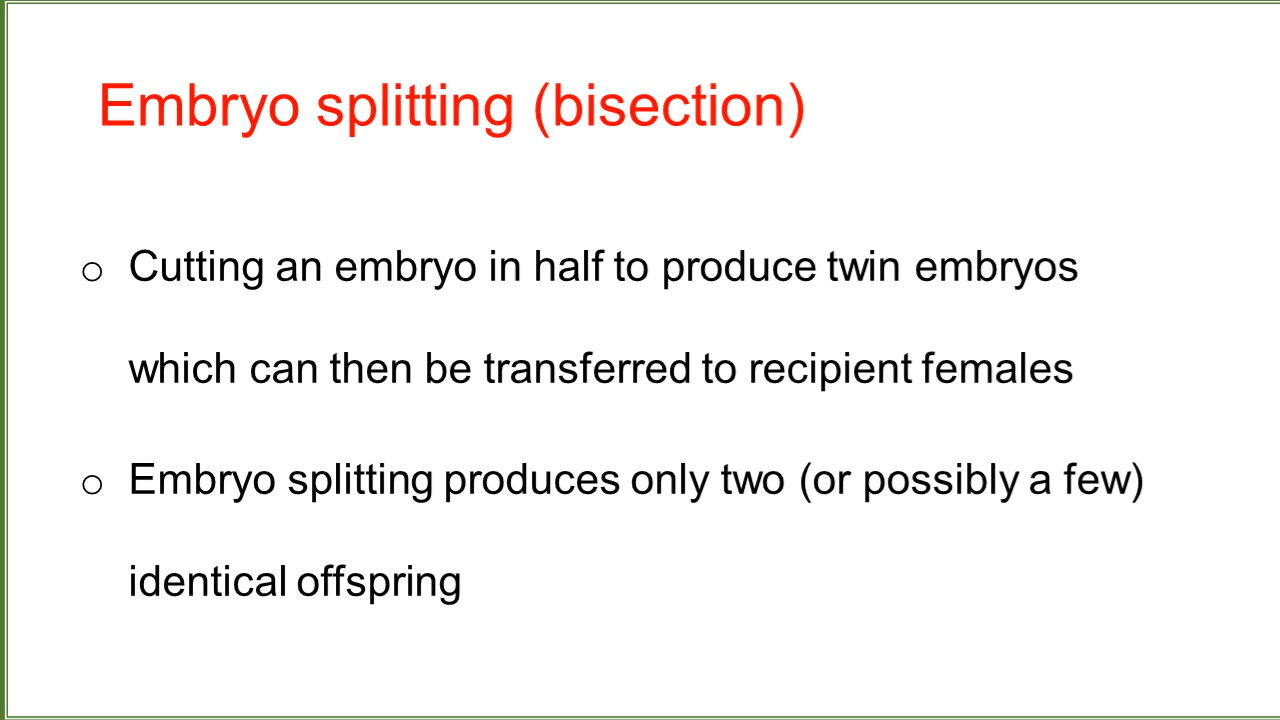 Embryo splitting (bisection)
o Cutting an embryo in half to produce twin embryos
which can then be transferred to recipient females
o Embryo splitting produces only two (or possibly a few)
identical offspring